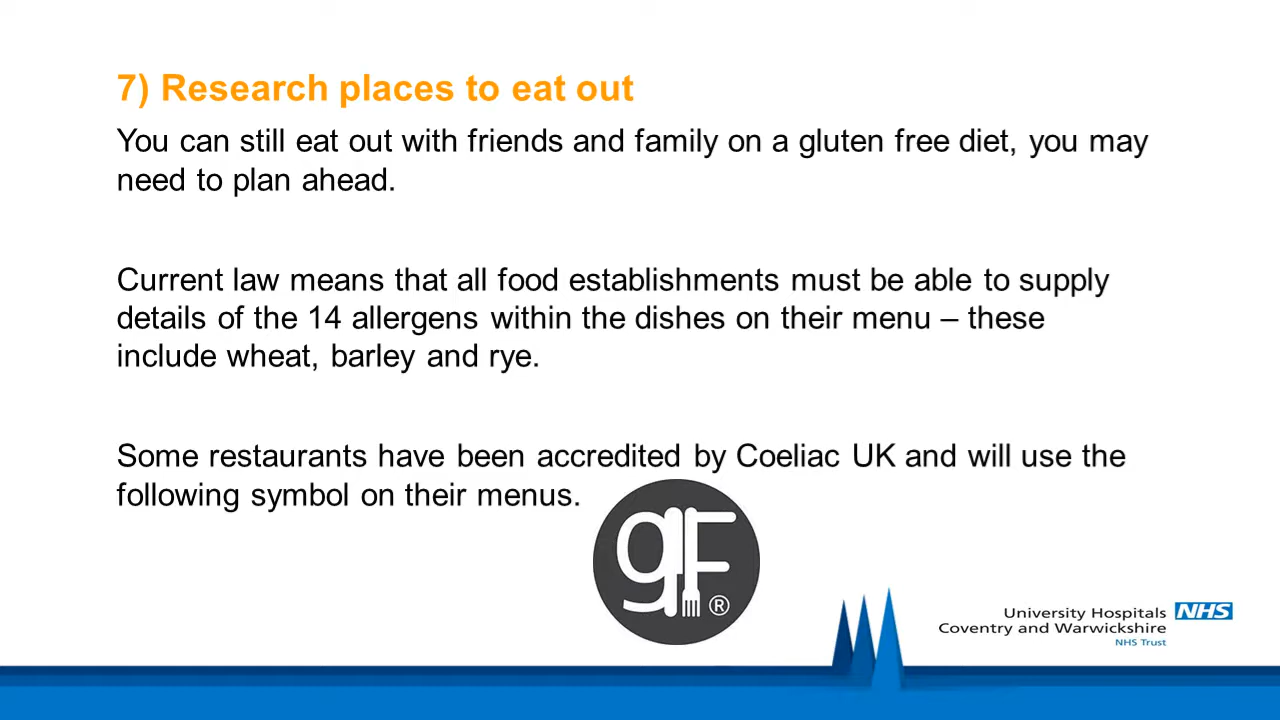 7) Research places to eat out
You can still eat out with friends and family on a gluten free diet, you may
need to plan ahead.
Current law means that all food establishments must be able to supply
details of the 14 allergens within the dishes on their menu – these
include wheat, barley and rye.
Some restaurants have been accredited by Coeliac UK and will use the
following symbol on their menus.
gF ®
University Hospitals NHS
Coventry and Warwickshire
NHS Trust